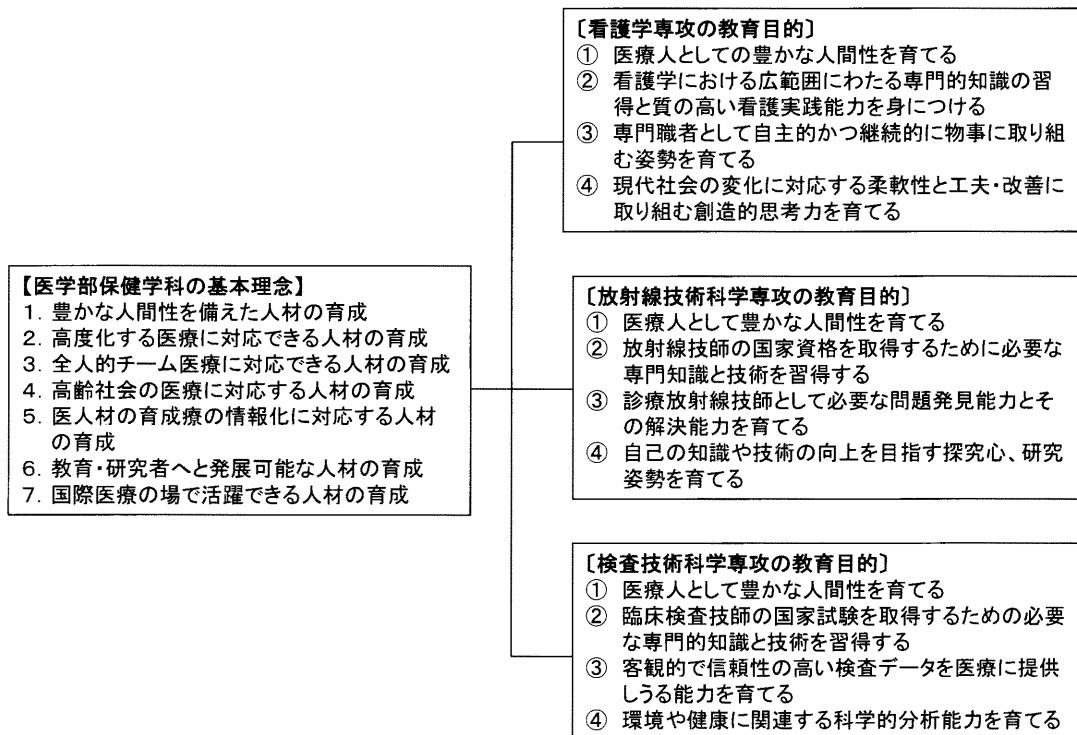 【医学部保健学科の基本理念】
1. 豊かな人間性を備えた人材の育成
2. 高度化する医療に対応できる人材の育成
3. 全人的チーム医療に対応できる人材の育成
4. 高齢社会の医療に対応する人材の育成
5. 医人材の育成療の情報化に対応する人材
の育成
6. 教育・研究者へと発展可能な人材の育成
7. 国際医療の場で活躍できる人材の育成
〔看護学専攻の教育目的〕
① 医療人としての豊かな人間性を育てる
② 看護学における広範囲にわたる専門的知識の習
得と質の高い看護実践能力を身につける
③ 専門職者として自主的かつ継続的に物事に取り組
む姿勢を育てる
④ 現代社会の変化に対応する柔軟性と工夫・改善に
取り組む創造的思考力を育てる
〔放射線技術科学専攻の教育目的〕
① 医療人として豊かな人間性を育てる
② 放射線技師の国家資格を取得するために必要な
専門知識と技術を習得する
③ 診療放射線技師として必要な問題発見能力とそ
の解決能力を育てる
④ 自己の知識や技術の向上を目指す探究心、研究
姿勢を育てる
〔検査技術科学専攻の教育目的〕
① 医療人として豊かな人間性を育てる
② 臨床検査技師の国家試験を取得するための必要
な専門的知識と技術を習得する
③ 客観的で信頼性の高い検査データを医療に提供
しうる能力を育てる
④ 環境や健康に関連する科学的分析能力を育てる